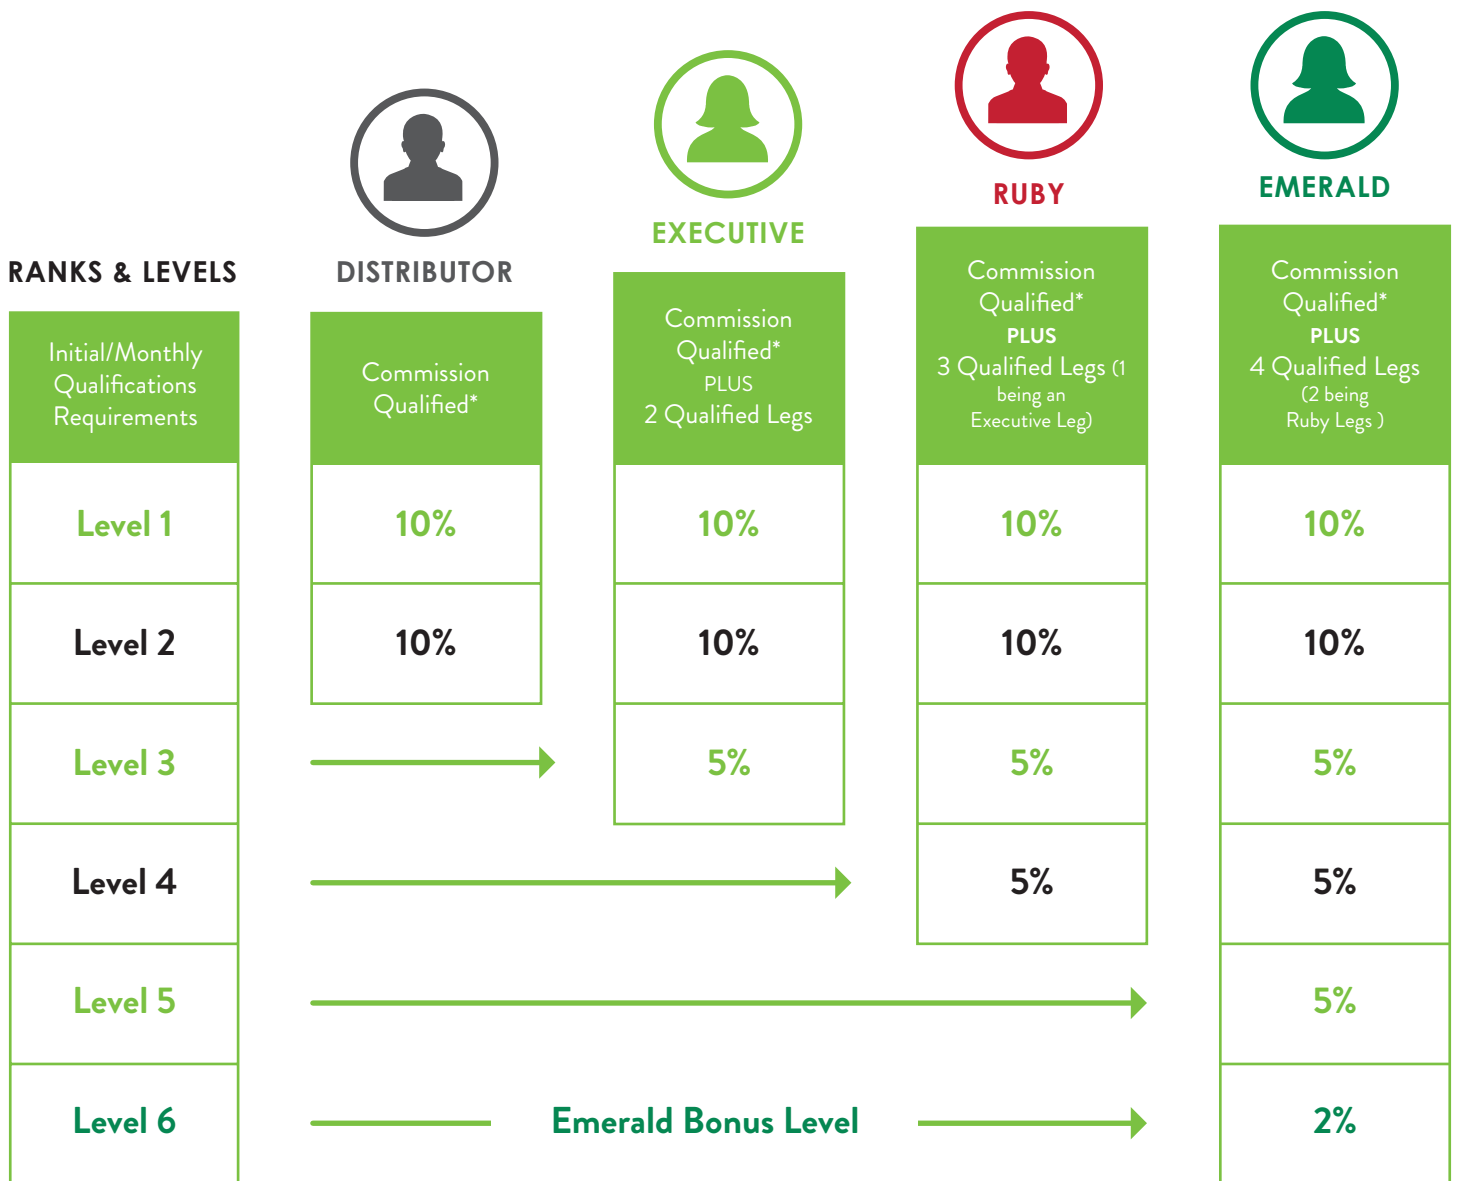 RUBY
EMERALD
EXECUTIVE
RANKS & LEVELS
DISTRIBUTOR
Initial/Monthly
Qualifications
Requirements
Commission
Qualified*
Commission
Qualified*
PLUS
2 Qualified Legs
Commission
Qualified*
PLUS
3 Qualified Legs (1
being an
Executive Leg)
Commission
Qualified*
PLUS
4 Qualified Legs
(2 being
Ruby Legs )
Level 1 10% 10% 10% 10%
Level 2 10% 10% 10% 10%
Level 3 5% 5% 5%
Level 4 5% 5%
Level 5 5%
Level 6 Emerald Bonus Level 2%